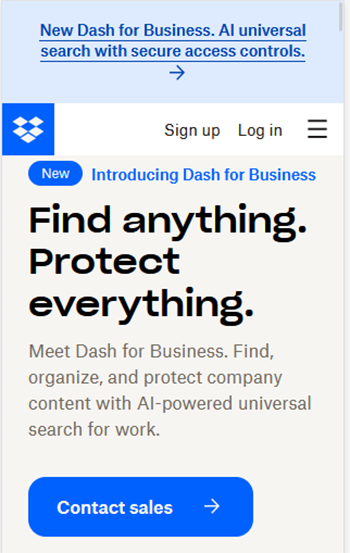 New Dash for Business. AI universal
search with secure access controls.
→
Sign up Log in
New Introducing Dash for Business
Find anything.
Protect
everything.
Meet Dash for Business. Find,
organize, and protect company
content with AI-powered universal
search for work.
Contact sales →